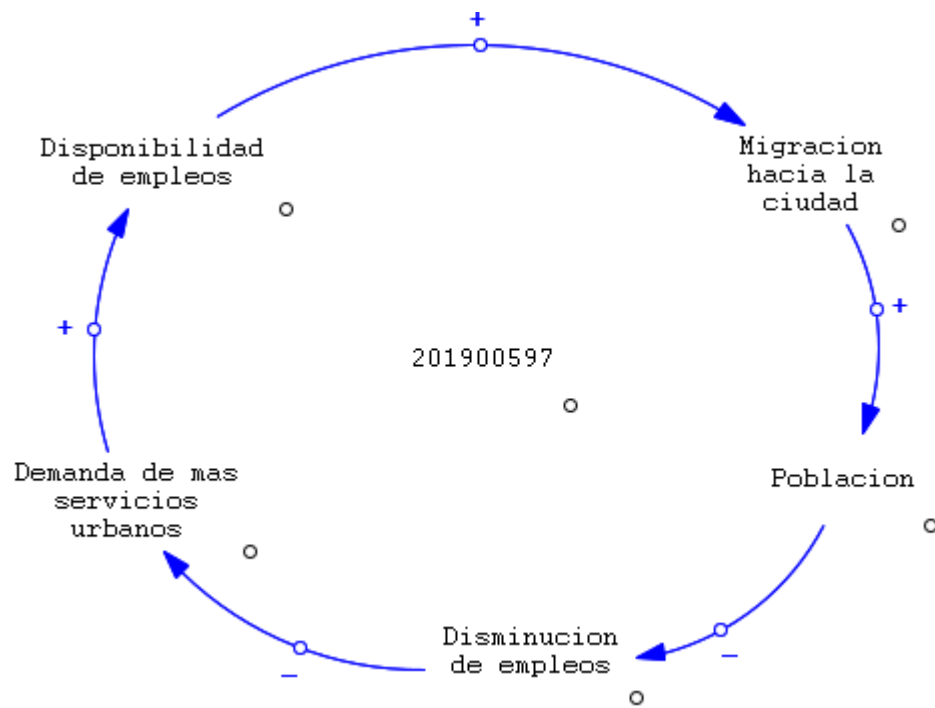 +
Disponibilidad
de empleos
Migracion
hacia la
ciudad
+
+
201900597
Demanda de mas
servicios
urbanos
Poblacion
Disminucion
de empleos
–
–